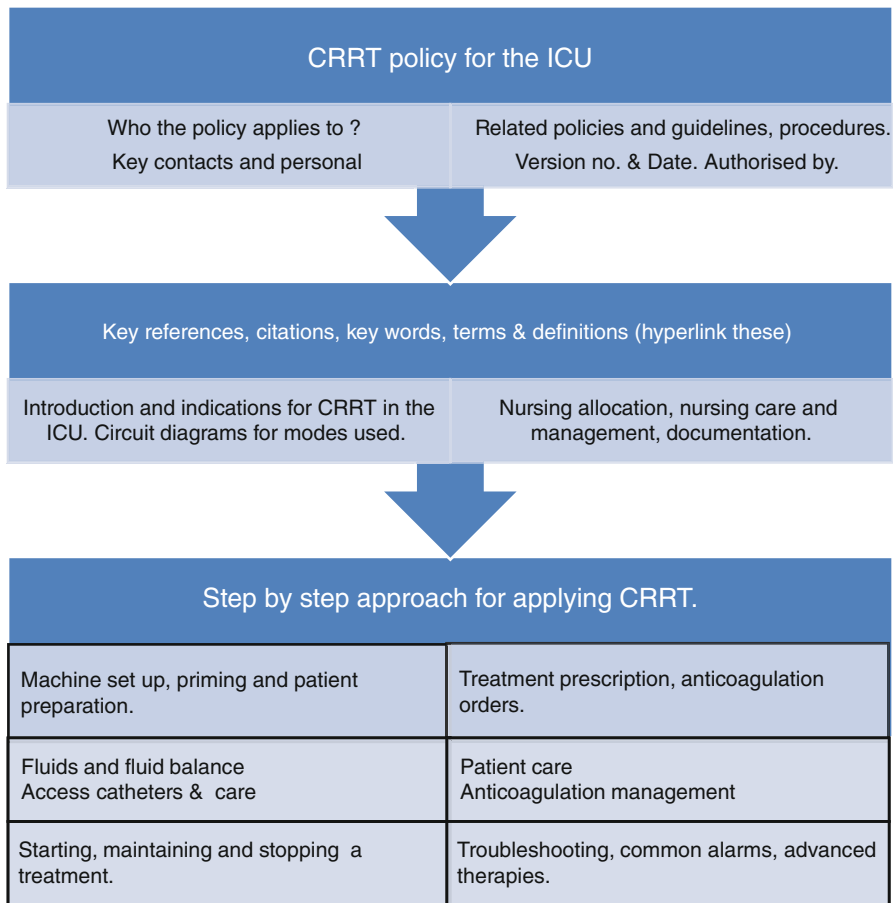 CRRT policy for the ICU
Who the policy applies to ?
Key contacts and personal
Related policies and guidelines, procedures.
Version no. & Date. Authorised by.
Key references, citations, key words, terms & definitions (hyperlink these)
Introduction and indications for CRRT in the
ICU. Circuit diagrams for modes used.
Nursing allocation, nursing care and
management, documentation.
Step by step approach for applying CRRT.
Machine set up, priming and patient
preparation.
Treatment prescription, anticoagulation
orders.
Fluids and fluid balance
Access catheters & care
Patient care
Anticoagulation management
Starting, maintaining and stopping a
treatment.
Troubleshooting, common alarms, advanced
therapies.